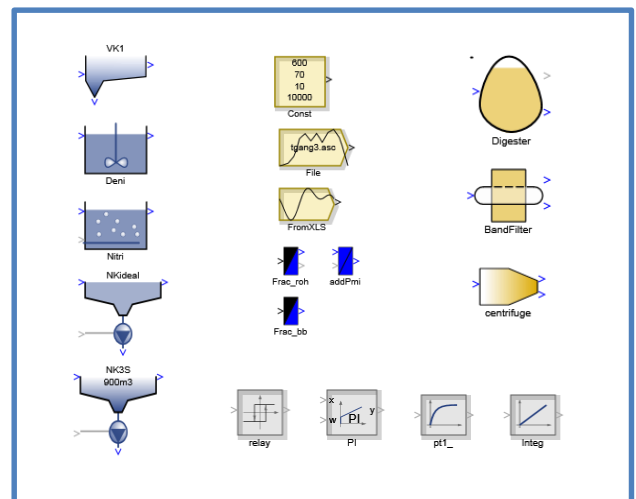 VK1
Deni
Nitri
NKideal
NK3S
900m3
600
70
10
10000
Const
tgang3.asc
File
FromXLS
Frac_roh
addPmi
Frac_bb
Digester
BandFilter
centrifuge
relay
x
w
PI
y
PI
pt1_
Integ